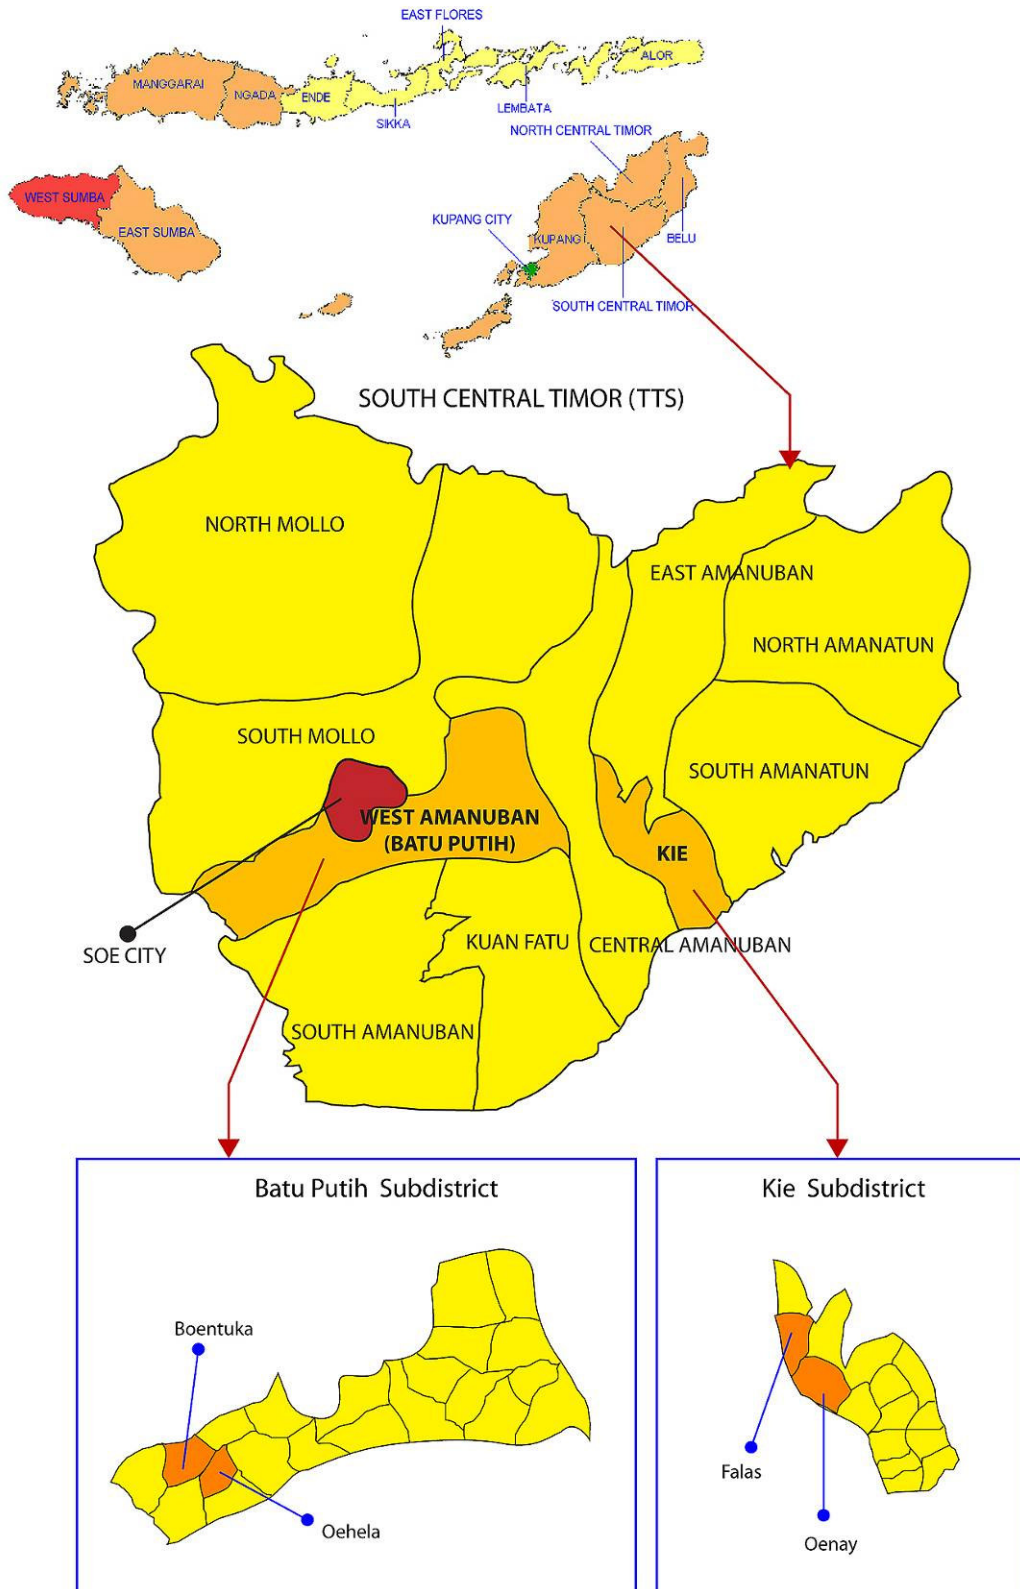 EAST FLORES
ALOR
MANGGARAI
NGADA
ENDE
SIKKA
LEMBATA
NORTH CENTRAL TIMOR
WEST SUMBA
EAST SUMBA
KUPANG CITY
KUPANG
BELU
SOUTH CENTRAL TIMOR
SOUTH CENTRAL TIMOR (TTS)
NORTH MOLLO
EAST AMANUBAN
NORTH AMANATUN
SOUTH MOLLO
SOUTH AMANATUN
WEST AMANUBAN
(BATU PUTIH)
KIE
SOE CITY
KUAN FATU
CENTRAL AMANUBAN
SOUTH AMANUBAN
Batu Putih Subdistrict
Boentuka
Oehela
Kie Subdistrict
Falas
Oenay